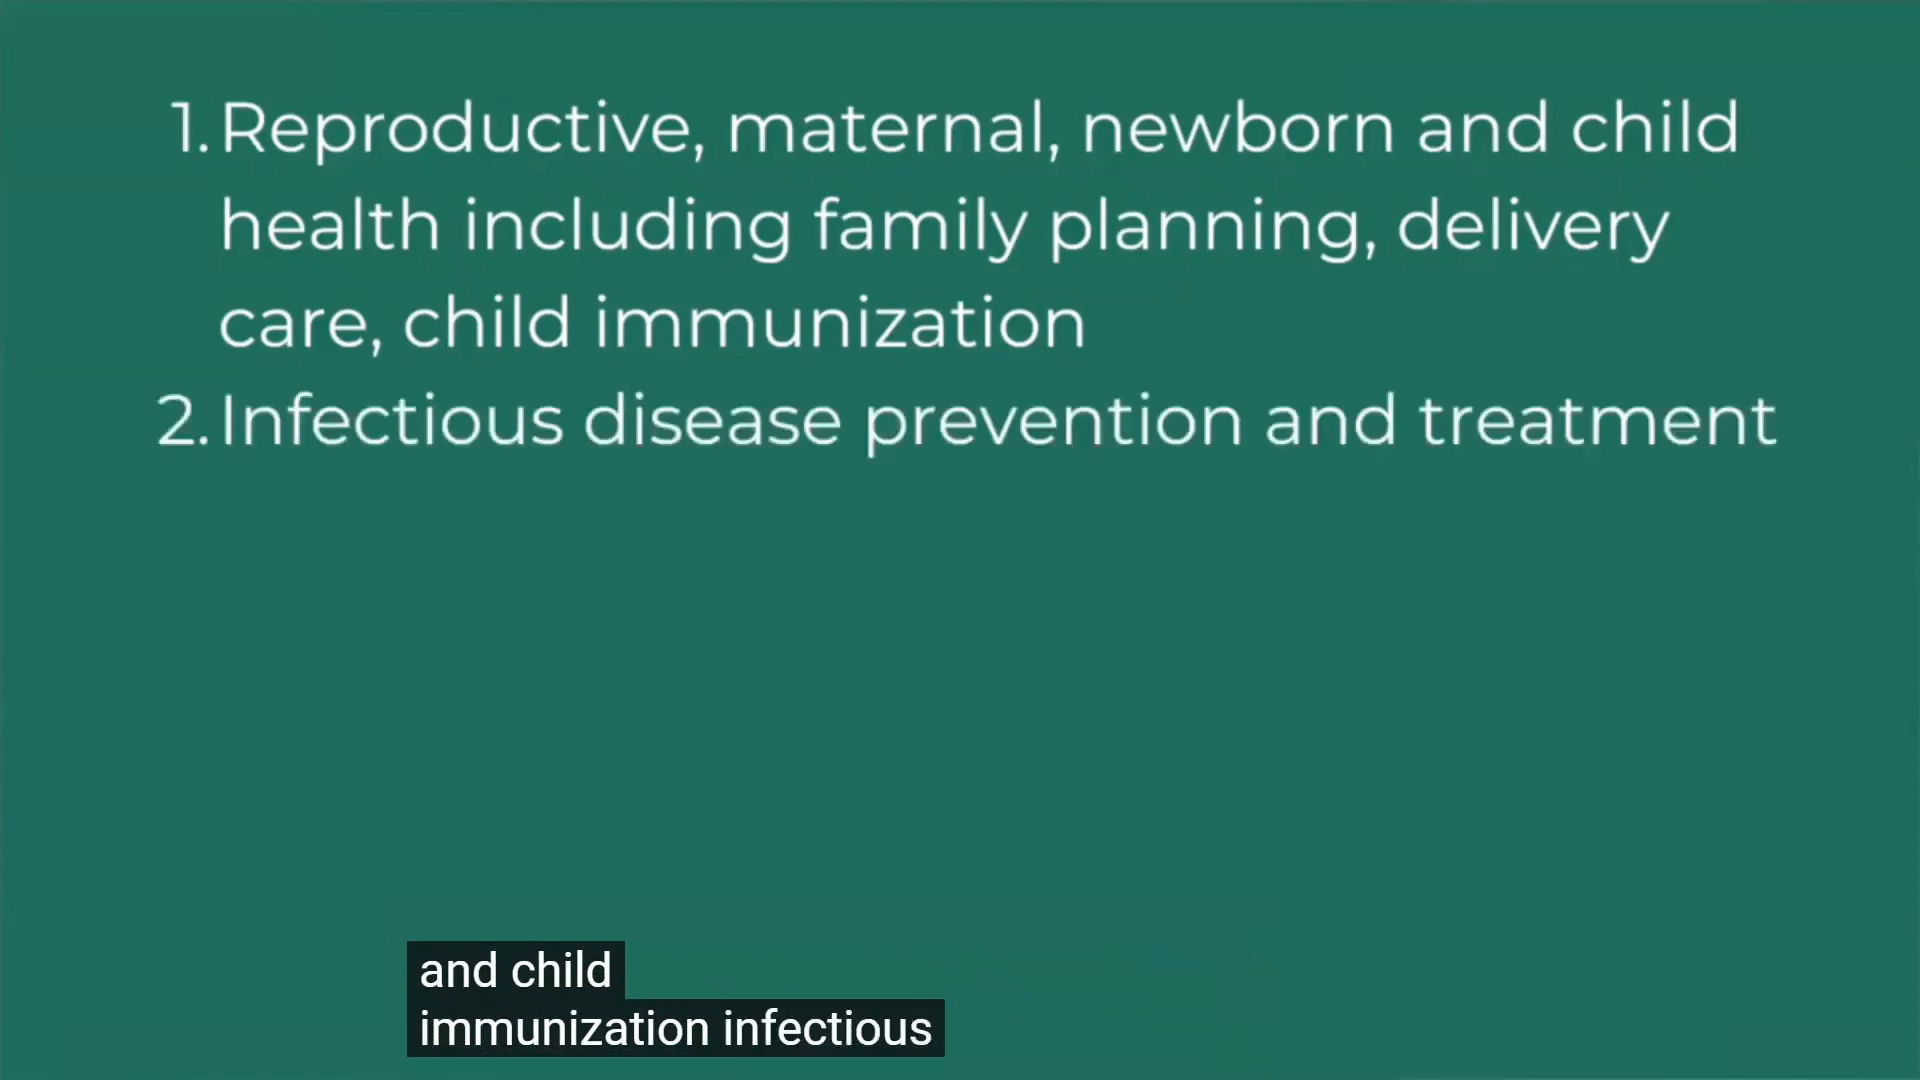 1. Reproductive, maternal, newborn and child
health including family planning, delivery
care, child immunization
2. Infectious disease prevention and treatment
and child
immunization infectious